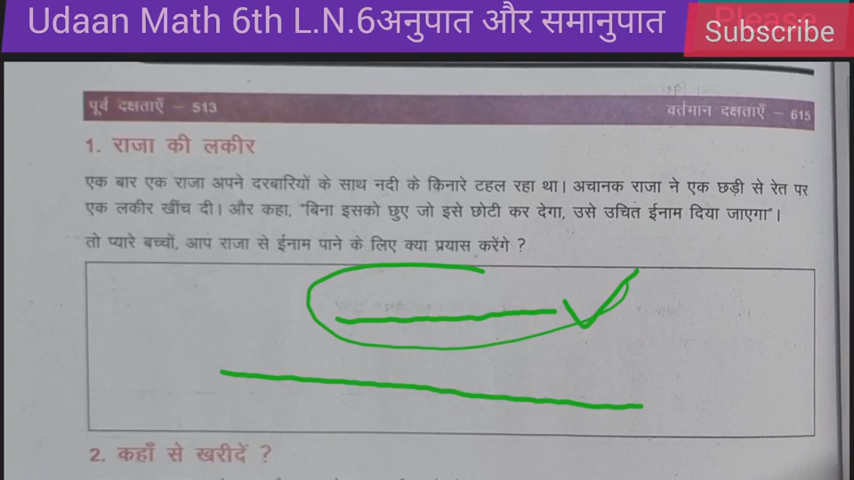 Udaan Math 6th L.N.6अनुपात और समानुपात
Please
Subscribe
पूर्व दक्षताएँ – 513
वर्तमान दक्षताएँ – 615
1. राजा की लकीर
एक बार एक राजा अपने दरबारियों के साथ नदी के किनारे टहल रहा था। अचानक राजा ने एक छड़ी से रेत पर
एक लकीर खींच दी। और कहा, "बिना इसको छुए जो इसे छोटी कर देगा, उसे उचित ईनाम दिया जाएगा"।
तो प्यारे बच्चों, आप राजा से ईनाम पाने के लिए क्या प्रयास करेंगे ?
2. कहाँ से खरीदें ?